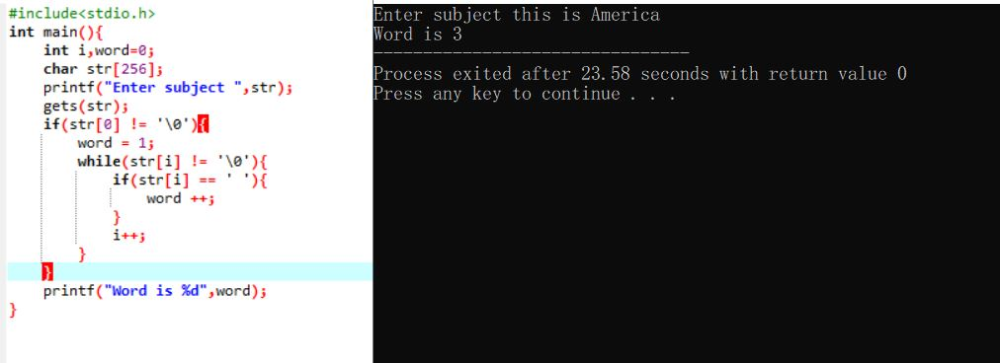 #include<stdio.h>
int main(){
    int i,word=0;
    char str[256];
    printf("Enter subject ",str);
    gets(str);
    if(str[0] != '\0'){
        word = 1;
        while(str[i] != '\0'){
            if(str[i] == ' '){
                word ++;
            }
            i++;
        }
    }
    printf("Word is %d",word);
}
Enter subject this is America
Word is 3
--------------------------------
Process exited after 23.58 seconds with return value 0
Press any key to continue . . .